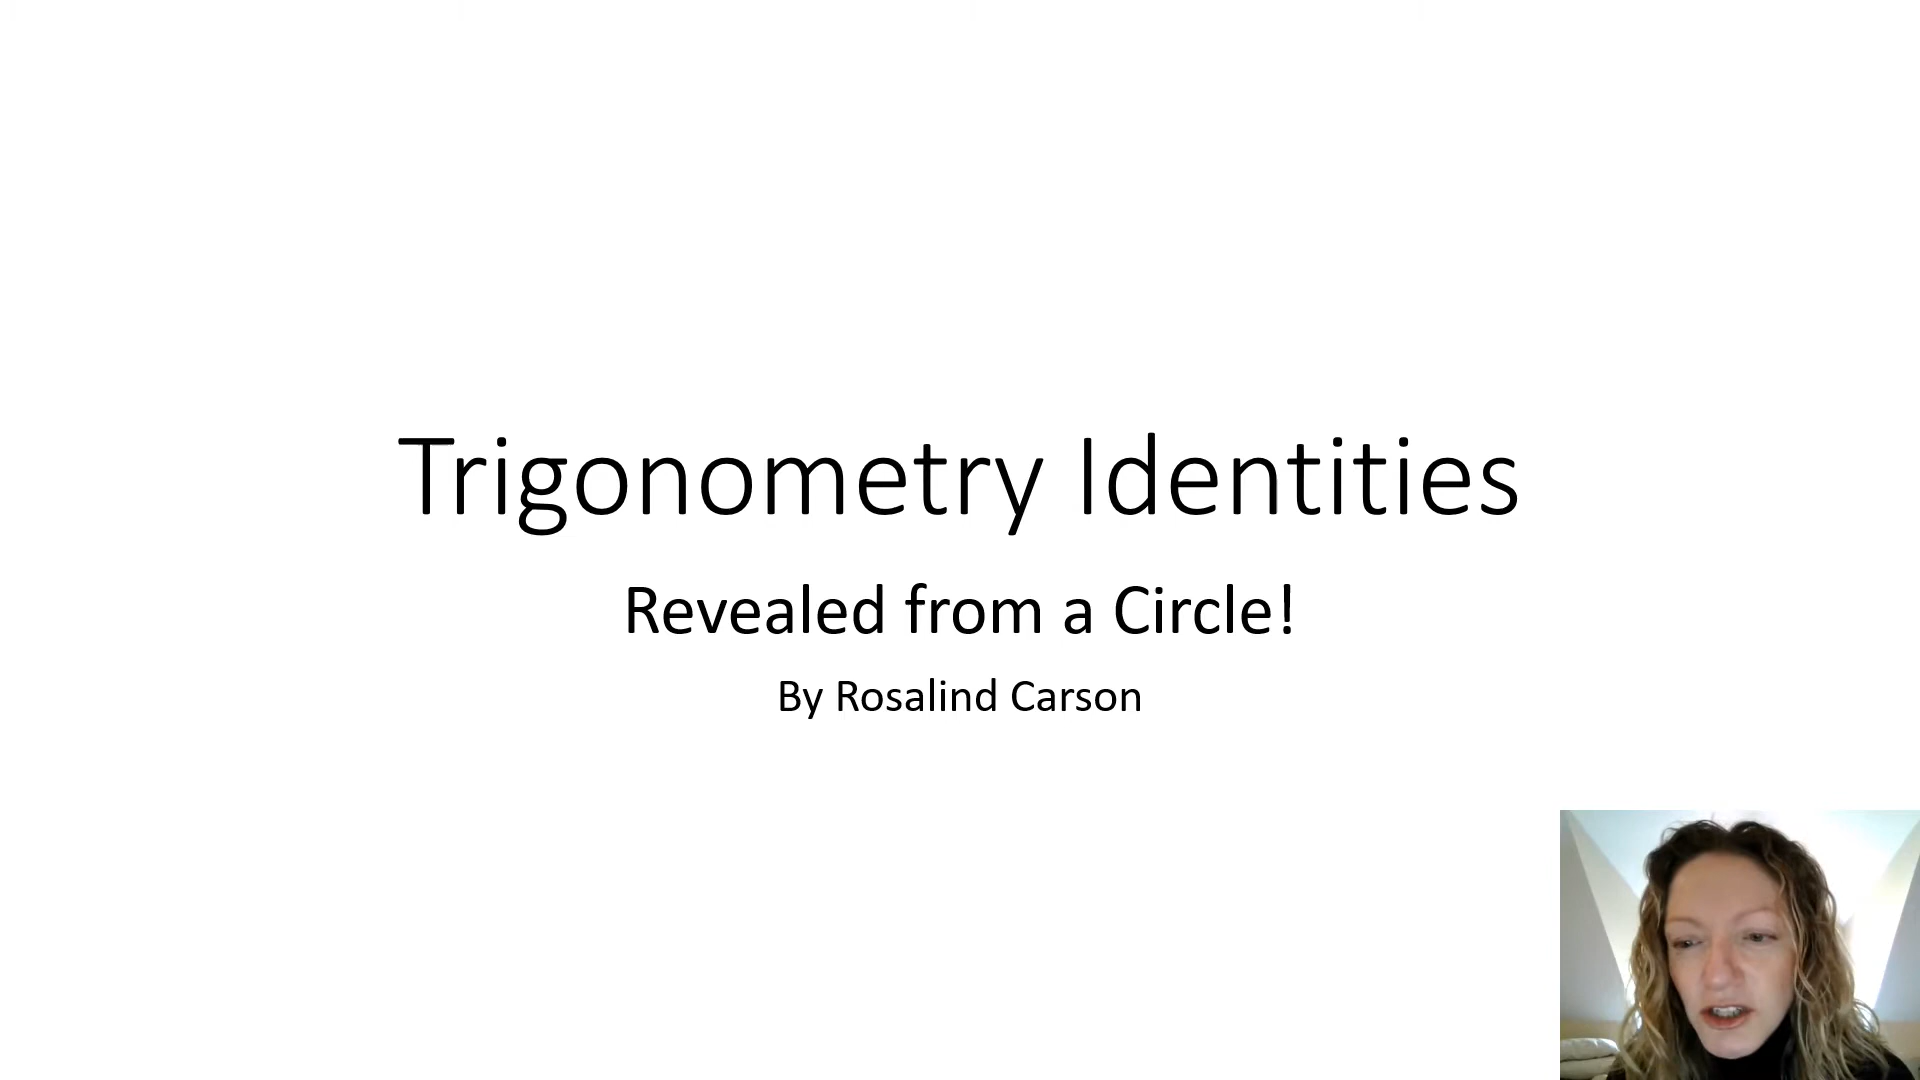 Trigonometry Identities
Revealed from a Circle!
By Rosalind Carson